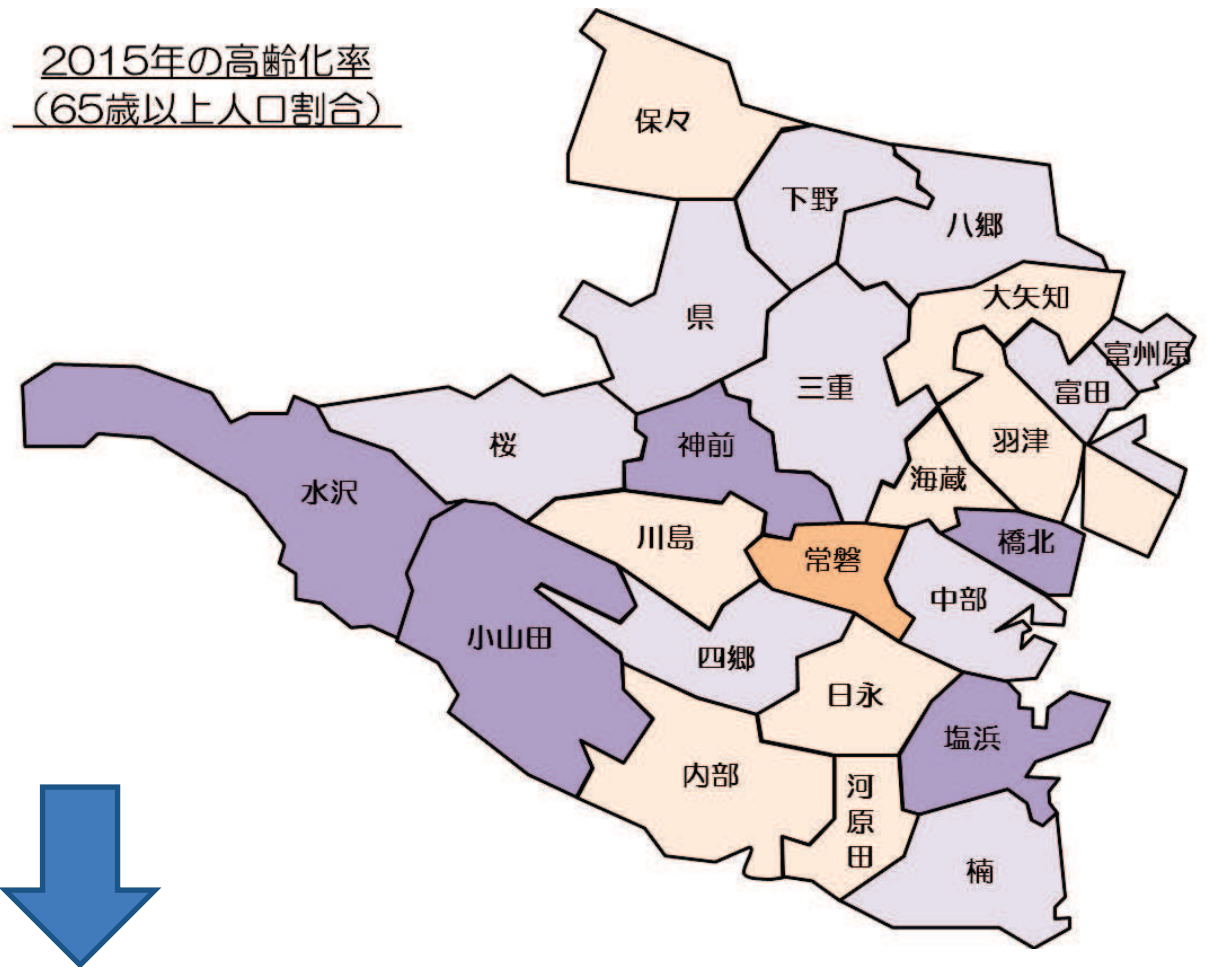 2015年の高齢化率
（65歳以上人口割合）
保々
下野
八郷
大矢知
県
富州原
三重
富田
桜
神前
羽津
海蔵
水沢
川島
橋北
常磐
中部
小山田
四郷
日永
塩浜
内部
河原田
楠